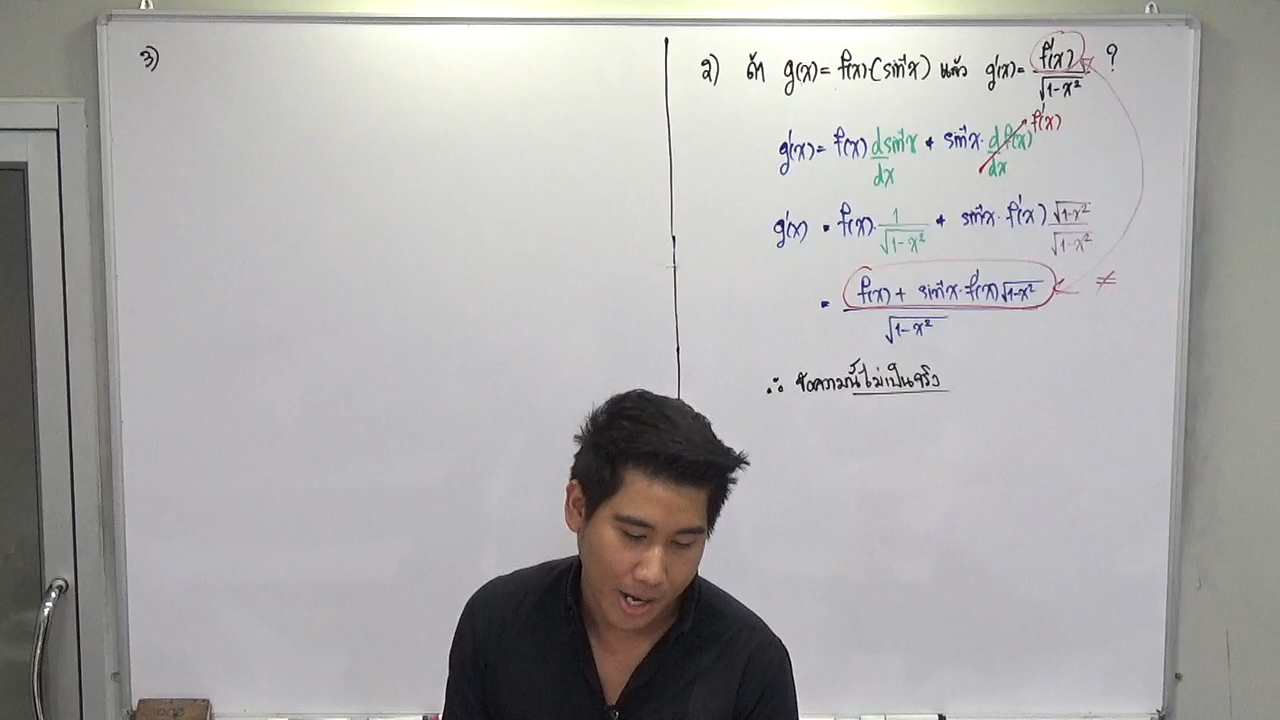 3)
2) ถ้า g(x) = f(x)·(sin⁻¹x) แล้ว g'(x) = f'(x)/√(1-x²) ?
g'(x) = f(x) d sin⁻¹x/dx + sin⁻¹x · d f(x)/dx f'(x)
g'(x) = f(x)· 1/√(1-x²) + sin⁻¹x · f'(x) √(1-x²)/√(1-x²)
= (f(x) + sin⁻¹x · f'(x)√(1-x²))/√(1-x²) ≠
∴ ข้อความนี้ไม่เป็นจริง